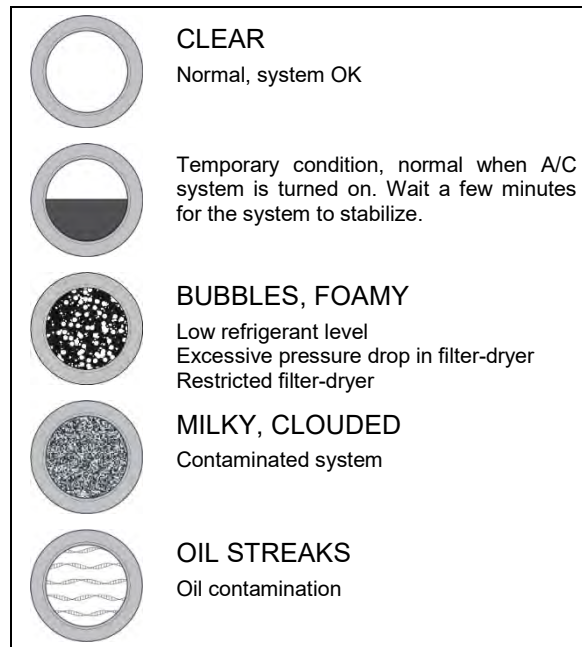 CLEAR
Normal, system OK
Temporary condition, normal when A/C
system is turned on. Wait a few minutes
for the system to stabilize.
BUBBLES, FOAMY
Low refrigerant level
Excessive pressure drop in filter-dryer
Restricted filter-dryer
MILKY, CLOUDED
Contaminated system
OIL STREAKS
Oil contamination